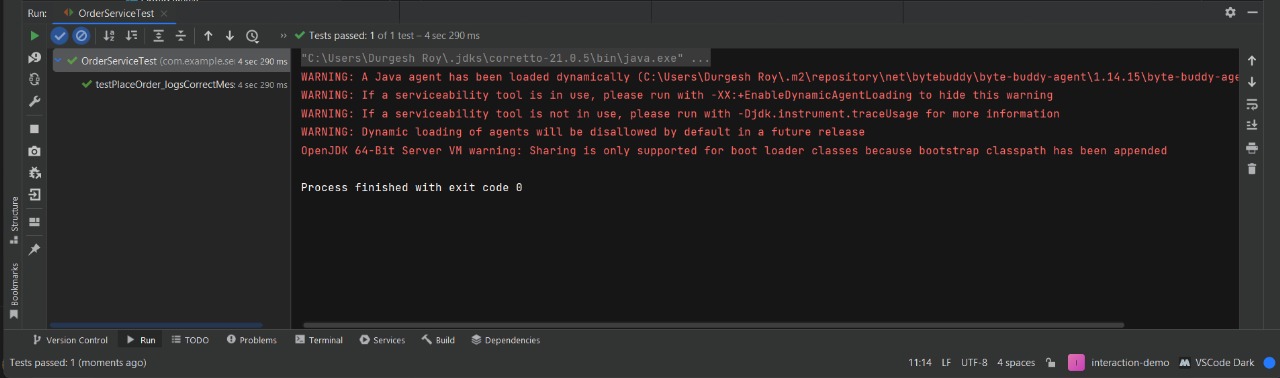 Run: OrderServiceTest
Tests passed: 1 of 1 test – 4 sec 290 ms
OrderServiceTest (com.example.se 4 sec 290 ms
testPlaceOrder_logsCorrectMes 4 sec 290 ms
"C:\Users\Durgesh Roy\.jdks\corretto-21.0.5\bin\java.exe" ...
WARNING: A Java agent has been loaded dynamically (C:\Users\Durgesh Roy\.m2\repository\net\bytebuddy\byte-buddy-agent\1.14.15\byte-buddy-age
WARNING: If a serviceability tool is in use, please run with -XX:+EnableDynamicAgentLoading to hide this warning
WARNING: If a serviceability tool is not in use, please run with -Djdk.instrument.traceUsage for more information
WARNING: Dynamic loading of agents will be disallowed by default in a future release
OpenJDK 64-Bit Server VM warning: Sharing is only supported for boot loader classes because bootstrap classpath has been appended
Process finished with exit code 0
Structure
Bookmarks
Version Control Run TODO Problems Terminal Services Build Dependencies
Tests passed: 1 (moments ago) 11:14 LF UTF-8 4 spaces I interaction-demo VSCode Dark